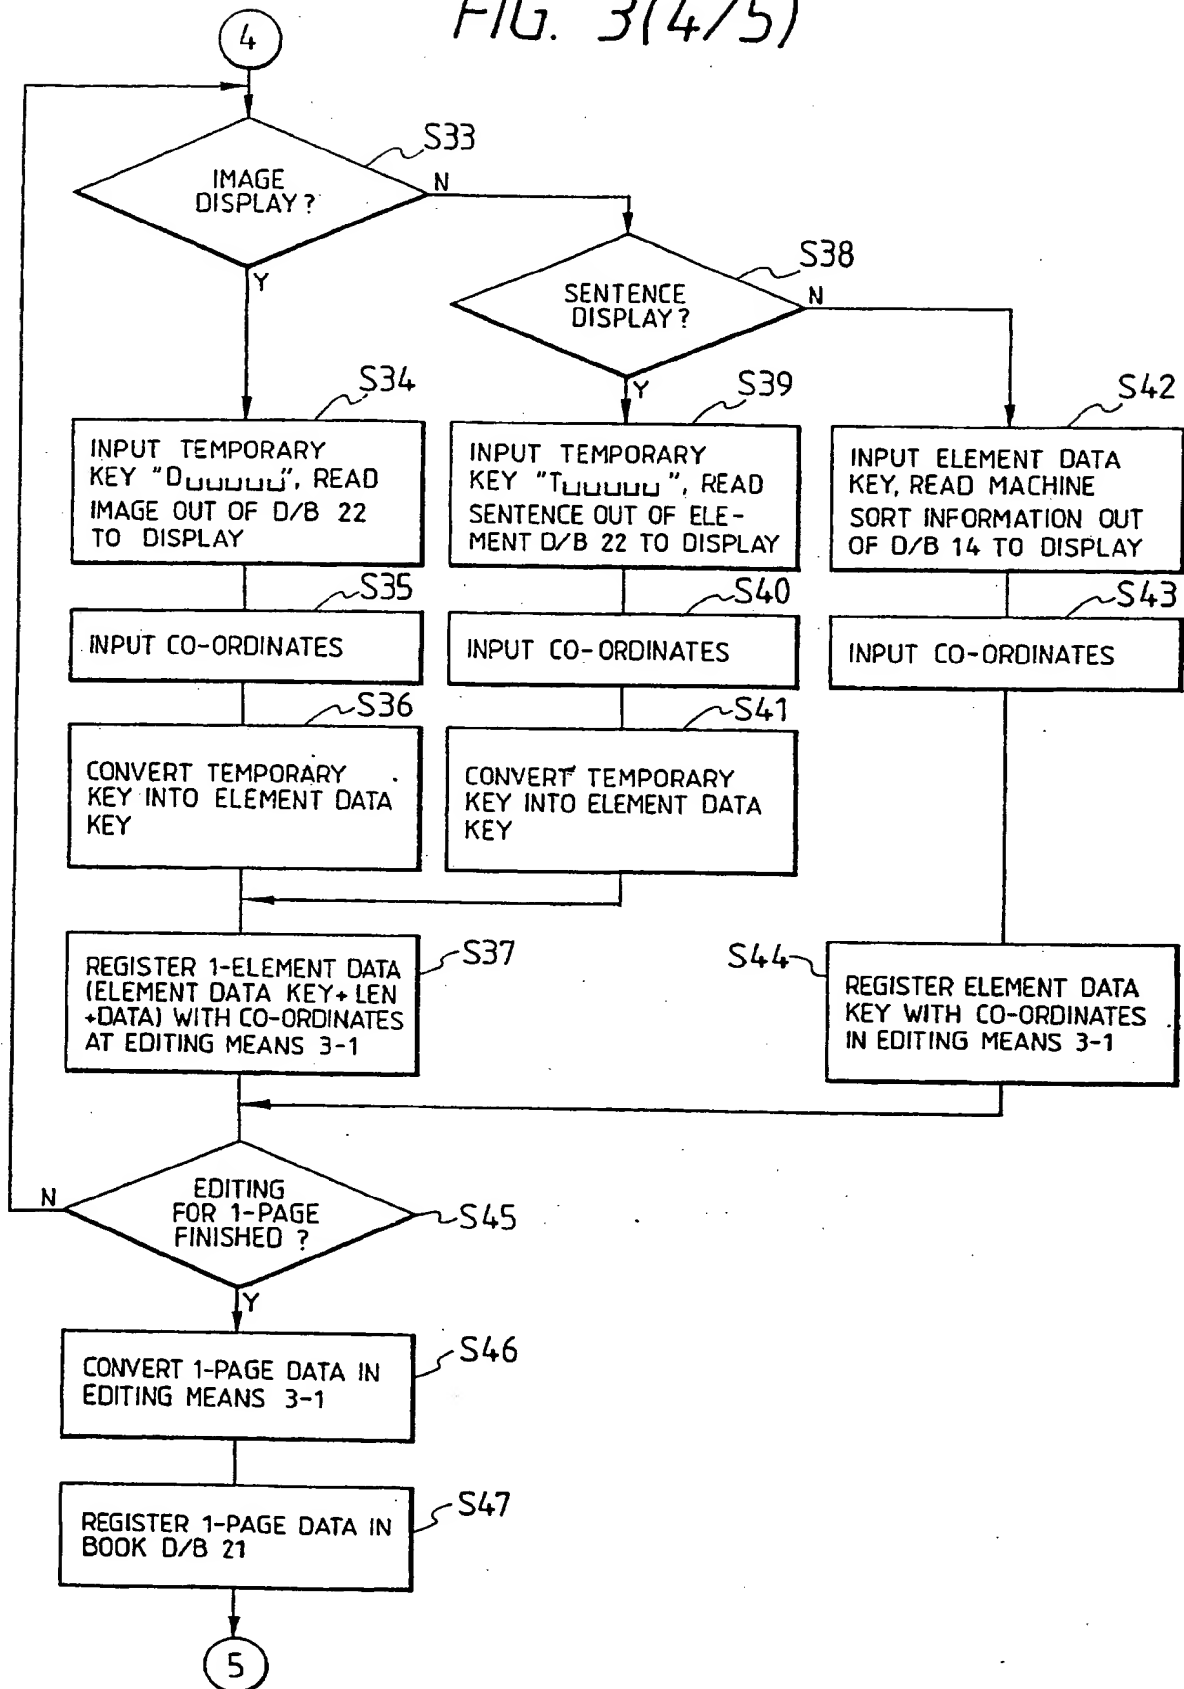 FIG. 3(4/5)
4
S33
IMAGE
DISPLAY?
N
Y
S38
SENTENCE
DISPLAY?
N
Y
S34
INPUT TEMPORARY
KEY "D␣␣␣␣␣", READ
IMAGE OUT OF D/B 22
TO DISPLAY
S39
INPUT TEMPORARY
KEY "T␣␣␣␣␣", READ
SENTENCE OUT OF ELE-
MENT D/B 22 TO DISPLAY
S42
INPUT ELEMENT DATA
KEY, READ MACHINE
SORT INFORMATION OUT
OF D/B 14 TO DISPLAY
S35
INPUT CO-ORDINATES
S40
INPUT CO-ORDINATES
S43
INPUT CO-ORDINATES
S36
CONVERT TEMPORARY
KEY INTO ELEMENT DATA
KEY
S41
CONVERT TEMPORARY
KEY INTO ELEMENT DATA
KEY
S37
REGISTER 1-ELEMENT DATA
(ELEMENT DATA KEY+LEN
+DATA) WITH CO-ORDINATES
AT EDITING MEANS 3-1
S44
REGISTER ELEMENT DATA
KEY WITH CO-ORDINATES
IN EDITING MEANS 3-1
N
EDITING
FOR 1-PAGE
FINISHED ?
S45
Y
S46
CONVERT 1-PAGE DATA IN
EDITING MEANS 3-1
S47
REGISTER 1-PAGE DATA IN
BOOK D/B 21
5